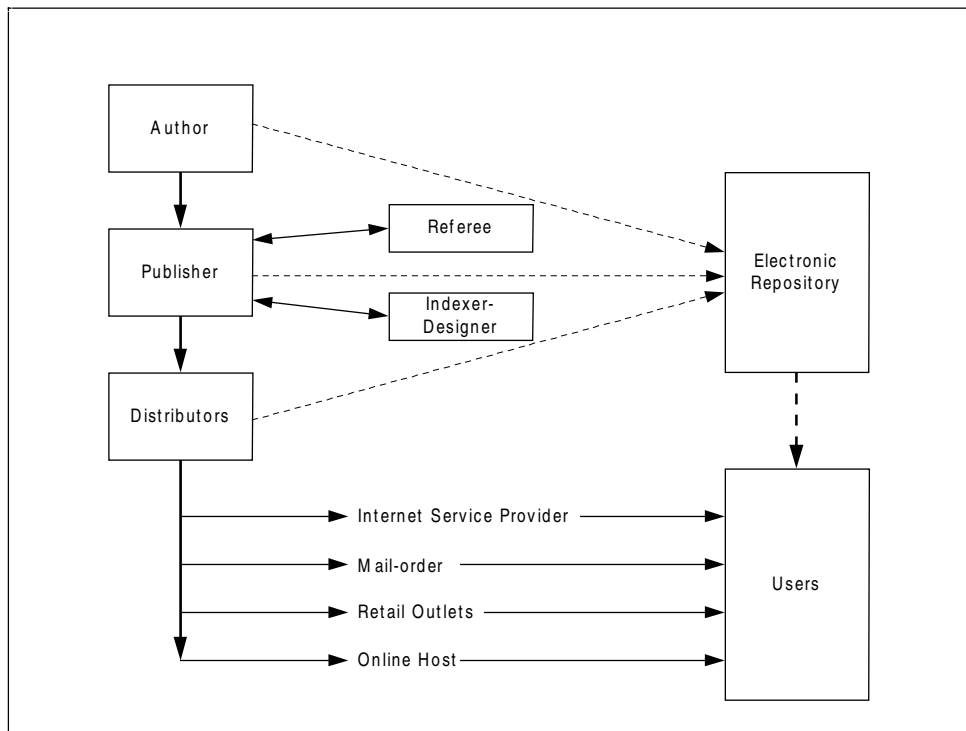 Author
Referee
Publisher
Electronic
Repository
Indexer-
Designer
Distributors
Internet Service Provider
Mail-order
Users
Retail Outlets
Online Host